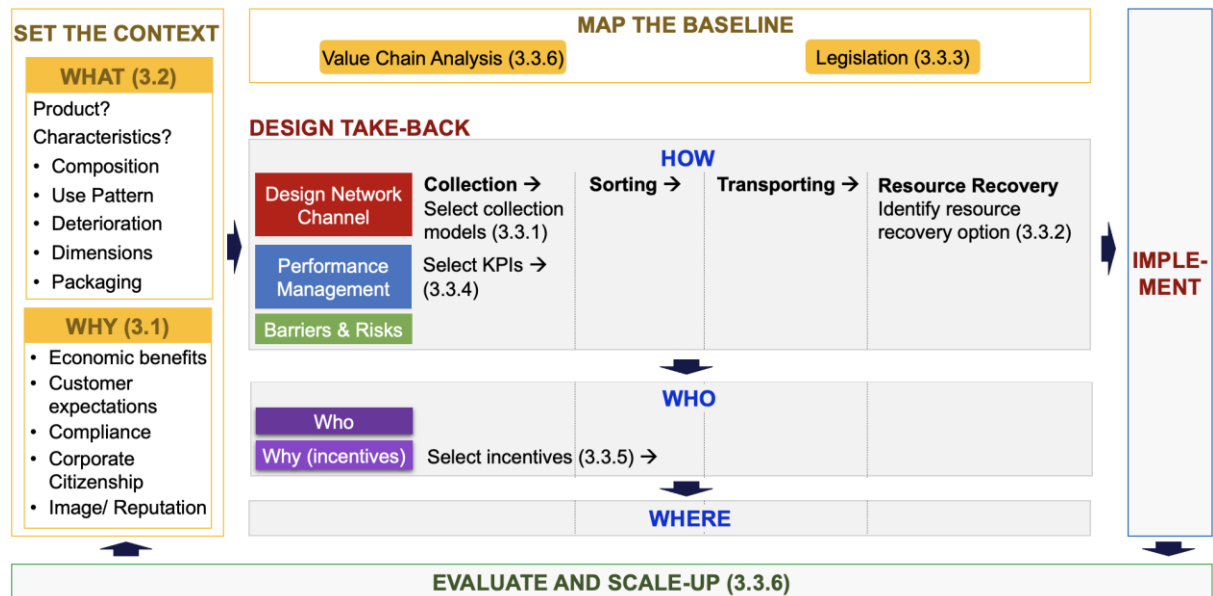 SET THE CONTEXT
WHAT (3.2)
Product?
Characteristics?
• Composition
• Use Pattern
• Deterioration
• Dimensions
• Packaging
WHY (3.1)
• Economic benefits
• Customer
expectations
• Compliance
• Corporate
Citizenship
• Image/ Reputation
MAP THE BASELINE
Value Chain Analysis (3.3.6)
Legislation (3.3.3)
DESIGN TAKE-BACK
HOW
Design Network
Channel
Collection →
Select collection
models (3.3.1)
Sorting →
Transporting →
Resource Recovery
Identify resource
recovery option (3.3.2)
Performance
Management
Select KPIs →
(3.3.4)
Barriers & Risks
WHO
Who
Why (incentives)
Select incentives (3.3.5) →
WHERE
IMPLE-
MENT
EVALUATE AND SCALE-UP (3.3.6)